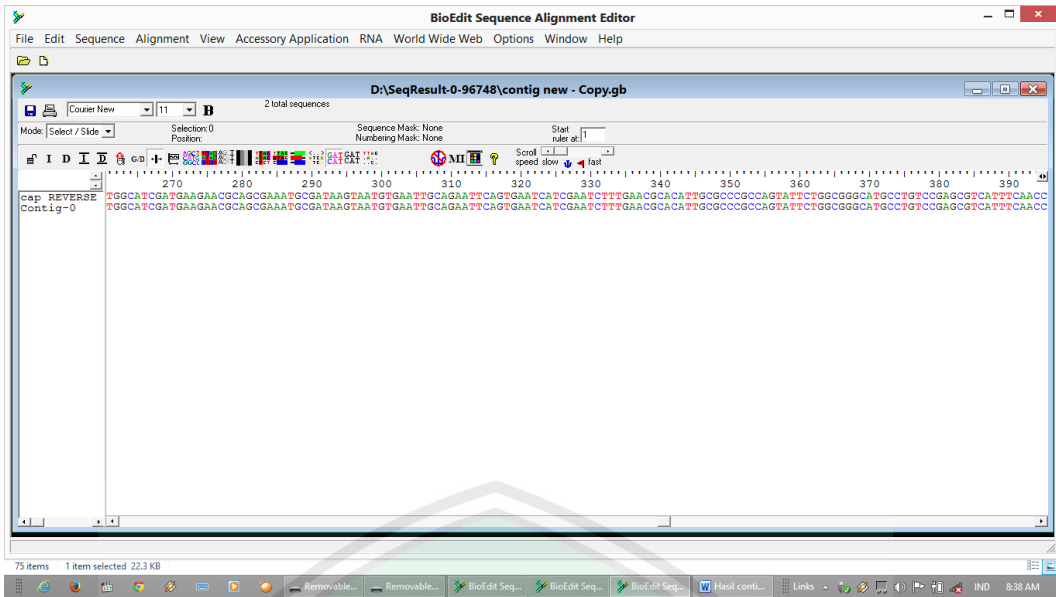 BioEdit Sequence Alignment Editor
File Edit Sequence Alignment View Accessory Application RNA World Wide Web Options Window Help
D:\SeqResult-0-96748\contig new - Copy.gb
Courier New 11 B 2 total sequences
Mode: Select / Slide Selection: 0 Position: Sequence Mask: None Numbering Mask: None Start ruler at: 1
I D I D G/D MI Scroll speed slow fast
270 280 290 300 310 320 330 340 350 360 370 380 390
cap REVERSE TGGCATCGATGAAGAACGCAGCGAAATGCGATAAGTAATGTGAATTGCAGAATTCAGTGAATCATCGAATCTTTGAACGCACATTGCGCCCGCCAGTATTCTGGCGGGCATGCCTGTCCGAGCGTCATTTCAACC
Contig-0 TGGCATCGATGAAGAACGCAGCGAAATGCGATAAGTAATGTGAATTGCAGAATTCAGTGAATCATCGAATCTTTGAACGCACATTGCGCCCGCCAGTATTCTGGCGGGCATGCCTGTCCGAGCGTCATTTCAACC
75 items 1 item selected 22.3 KB
Removable... Removable... BioEdit Seq... BioEdit Seq... BioEdit Seq... Hasil conti... Links IND 8:38 AM